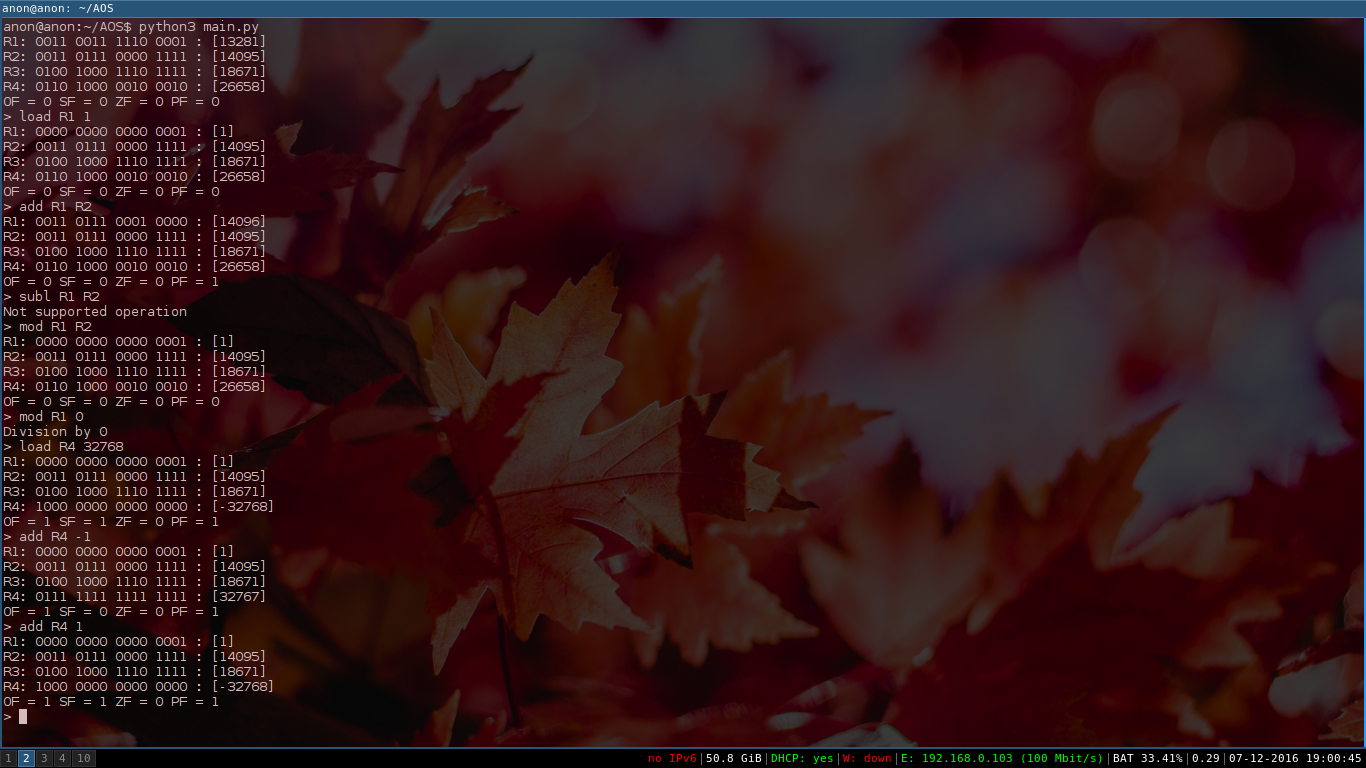 anon@anon: ~/AOS
anon@anon:~/AOS$ python3 main.py
R1: 0011 0011 1110 0001 : [13281]
R2: 0011 0111 0000 1111 : [14095]
R3: 0100 1000 1110 1111 : [18671]
R4: 0110 1000 0010 0010 : [26658]
OF = 0 SF = 0 ZF = 0 PF = 0
> load R1 1
R1: 0000 0000 0000 0001 : [1]
R2: 0011 0111 0000 1111 : [14095]
R3: 0100 1000 1110 1111 : [18671]
R4: 0110 1000 0010 0010 : [26658]
OF = 0 SF = 0 ZF = 0 PF = 0
> add R1 R2
R1: 0011 0111 0001 0000 : [14096]
R2: 0011 0111 0000 1111 : [14095]
R3: 0100 1000 1110 1111 : [18671]
R4: 0110 1000 0010 0010 : [26658]
OF = 0 SF = 0 ZF = 0 PF = 1
> subl R1 R2
Not supported operation
> mod R1 R2
R1: 0000 0000 0000 0001 : [1]
R2: 0011 0111 0000 1111 : [14095]
R3: 0100 1000 1110 1111 : [18671]
R4: 0110 1000 0010 0010 : [26658]
OF = 0 SF = 0 ZF = 0 PF = 0
> mod R1 0
Division by 0
> load R4 32768
R1: 0000 0000 0000 0001 : [1]
R2: 0011 0111 0000 1111 : [14095]
R3: 0100 1000 1110 1111 : [18671]
R4: 1000 0000 0000 0000 : [-32768]
OF = 1 SF = 1 ZF = 0 PF = 1
> add R4 -1
R1: 0000 0000 0000 0001 : [1]
R2: 0011 0111 0000 1111 : [14095]
R3: 0100 1000 1110 1111 : [18671]
R4: 0111 1111 1111 1111 : [32767]
OF = 1 SF = 0 ZF = 0 PF = 1
> add R4 1
R1: 0000 0000 0000 0001 : [1]
R2: 0011 0111 0000 1111 : [14095]
R3: 0100 1000 1110 1111 : [18671]
R4: 1000 0000 0000 0000 : [-32768]
OF = 1 SF = 1 ZF = 0 PF = 1
>
1 2 3 4 10 no IPv6|50.8 GiB|DHCP: yes|W: down|E: 192.168.0.103 (100 Mbit/s)|BAT 33.41%|0.29|07-12-2016 19:00:45